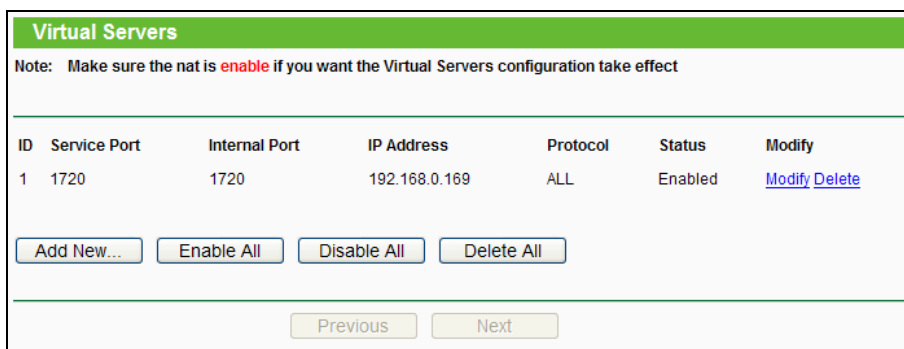 Virtual Servers
Note: Make sure the nat is enable if you want the Virtual Servers configuration take effect
ID Service Port Internal Port IP Address Protocol Status Modify
1 1720 1720 192.168.0.169 ALL Enabled Modify Delete
Add New... Enable All Disable All Delete All
Previous Next